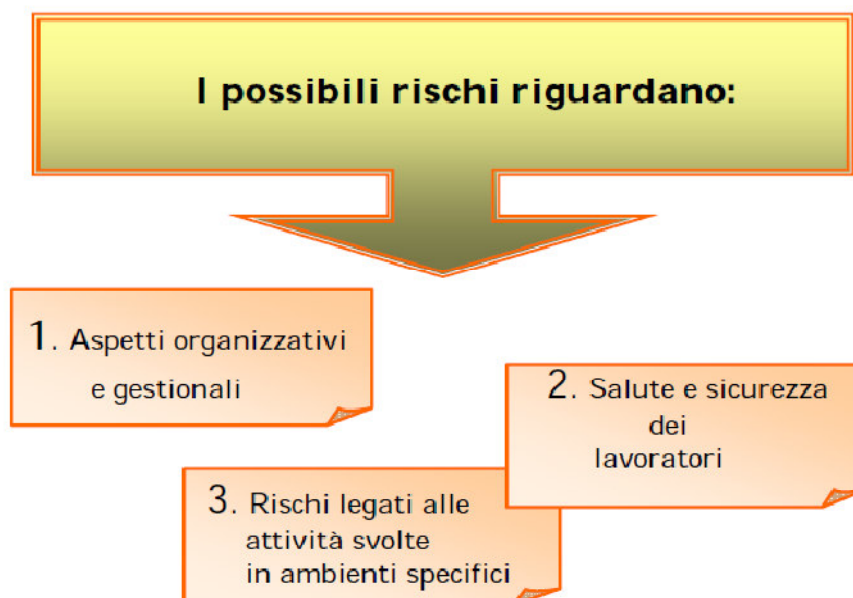 I possibili rischi riguardano:
1. Aspetti organizzativi
e gestionali
2. Salute e sicurezza
dei
lavoratori
3. Rischi legati alle
attività svolte
in ambienti specifici